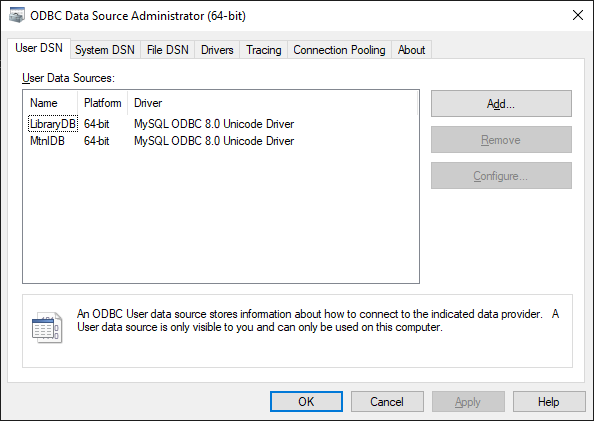 ODBC Data Source Administrator (64-bit)
User DSN System DSN File DSN Drivers Tracing Connection Pooling About
User Data Sources:
Name Platform Driver
LibraryDB 64-bit MySQL ODBC 8.0 Unicode Driver
MtnlDB 64-bit MySQL ODBC 8.0 Unicode Driver
Add...
Remove
Configure...
An ODBC User data source stores information about how to connect to the indicated data provider. A
User data source is only visible to you and can only be used on this computer.
OK Cancel Apply Help